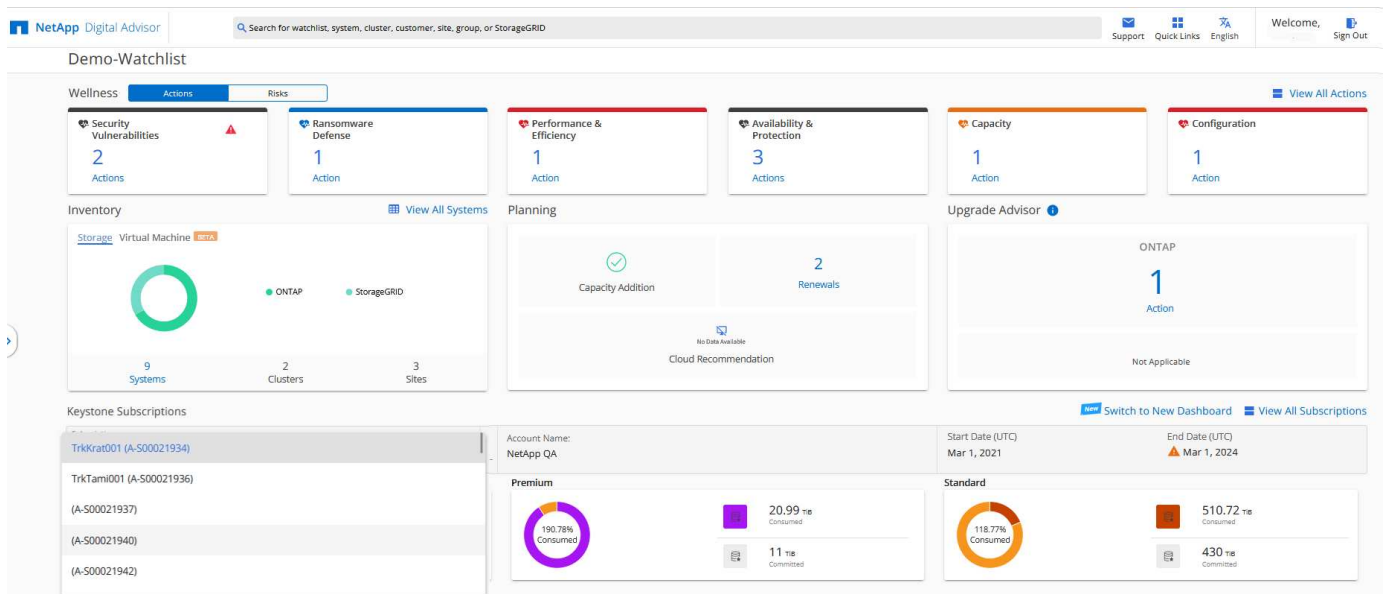 NetApp Digital Advisor
Search for watchlist, system, cluster, customer, site, group, or StorageGRID
Support
Quick Links
English
Welcome,
Sign Out
Demo-Watchlist
Wellness
Actions
Risks
View All Actions
Security
Vulnerabilities
2
Actions
Ransomware
Defense
1
Action
Performance &
Efficiency
1
Action
Availability &
Protection
3
Actions
Capacity
1
Action
Configuration
1
Action
Inventory
View All Systems
Storage
Virtual Machine
BETA
ONTAP
StorageGRID
9
Systems
2
Clusters
3
Sites
Planning
Capacity Addition
2
Renewals
No Data Available
Cloud Recommendation
Upgrade Advisor
ONTAP
1
Action
Not Applicable
Keystone Subscriptions
New
Switch to New Dashboard
View All Subscriptions
TrkKrat001 (A-S00021934)
TrkTami001 (A-S00021936)
(A-S00021937)
(A-S00021940)
(A-S00021942)
Account Name:
NetApp QA
Start Date (UTC)
Mar 1, 2021
End Date (UTC)
Mar 1, 2024
Premium
190.78%
Consumed
20.99 TiB
Consumed
11 TiB
Committed
Standard
118.77%
Consumed
510.72 TiB
Consumed
430 TiB
Committed